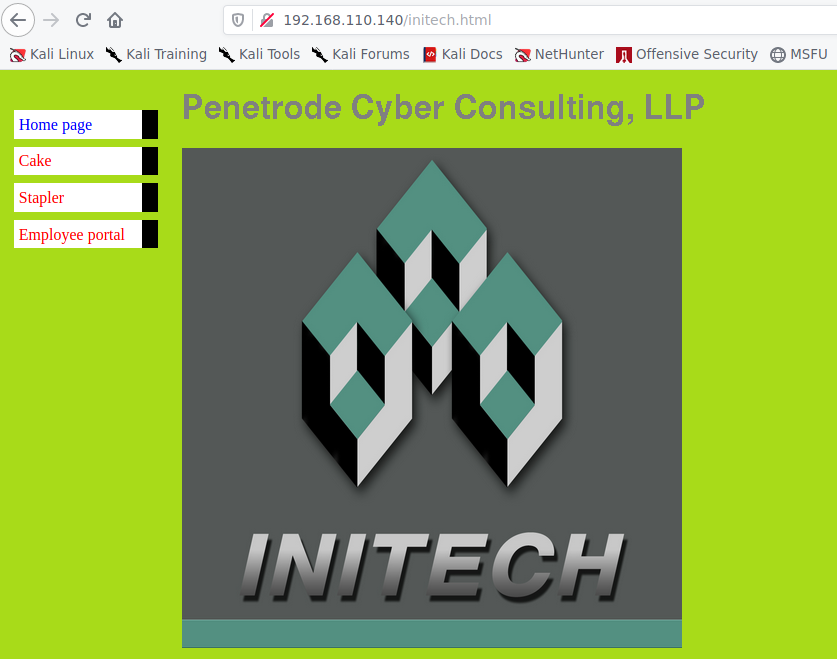 192.168.110.140/initech.html
Kali Linux Kali Training Kali Tools Kali Forums Kali Docs NetHunter Offensive Security MSFU
Penetrode Cyber Consulting, LLP
Home page
Cake
Stapler
Employee portal
INITECH